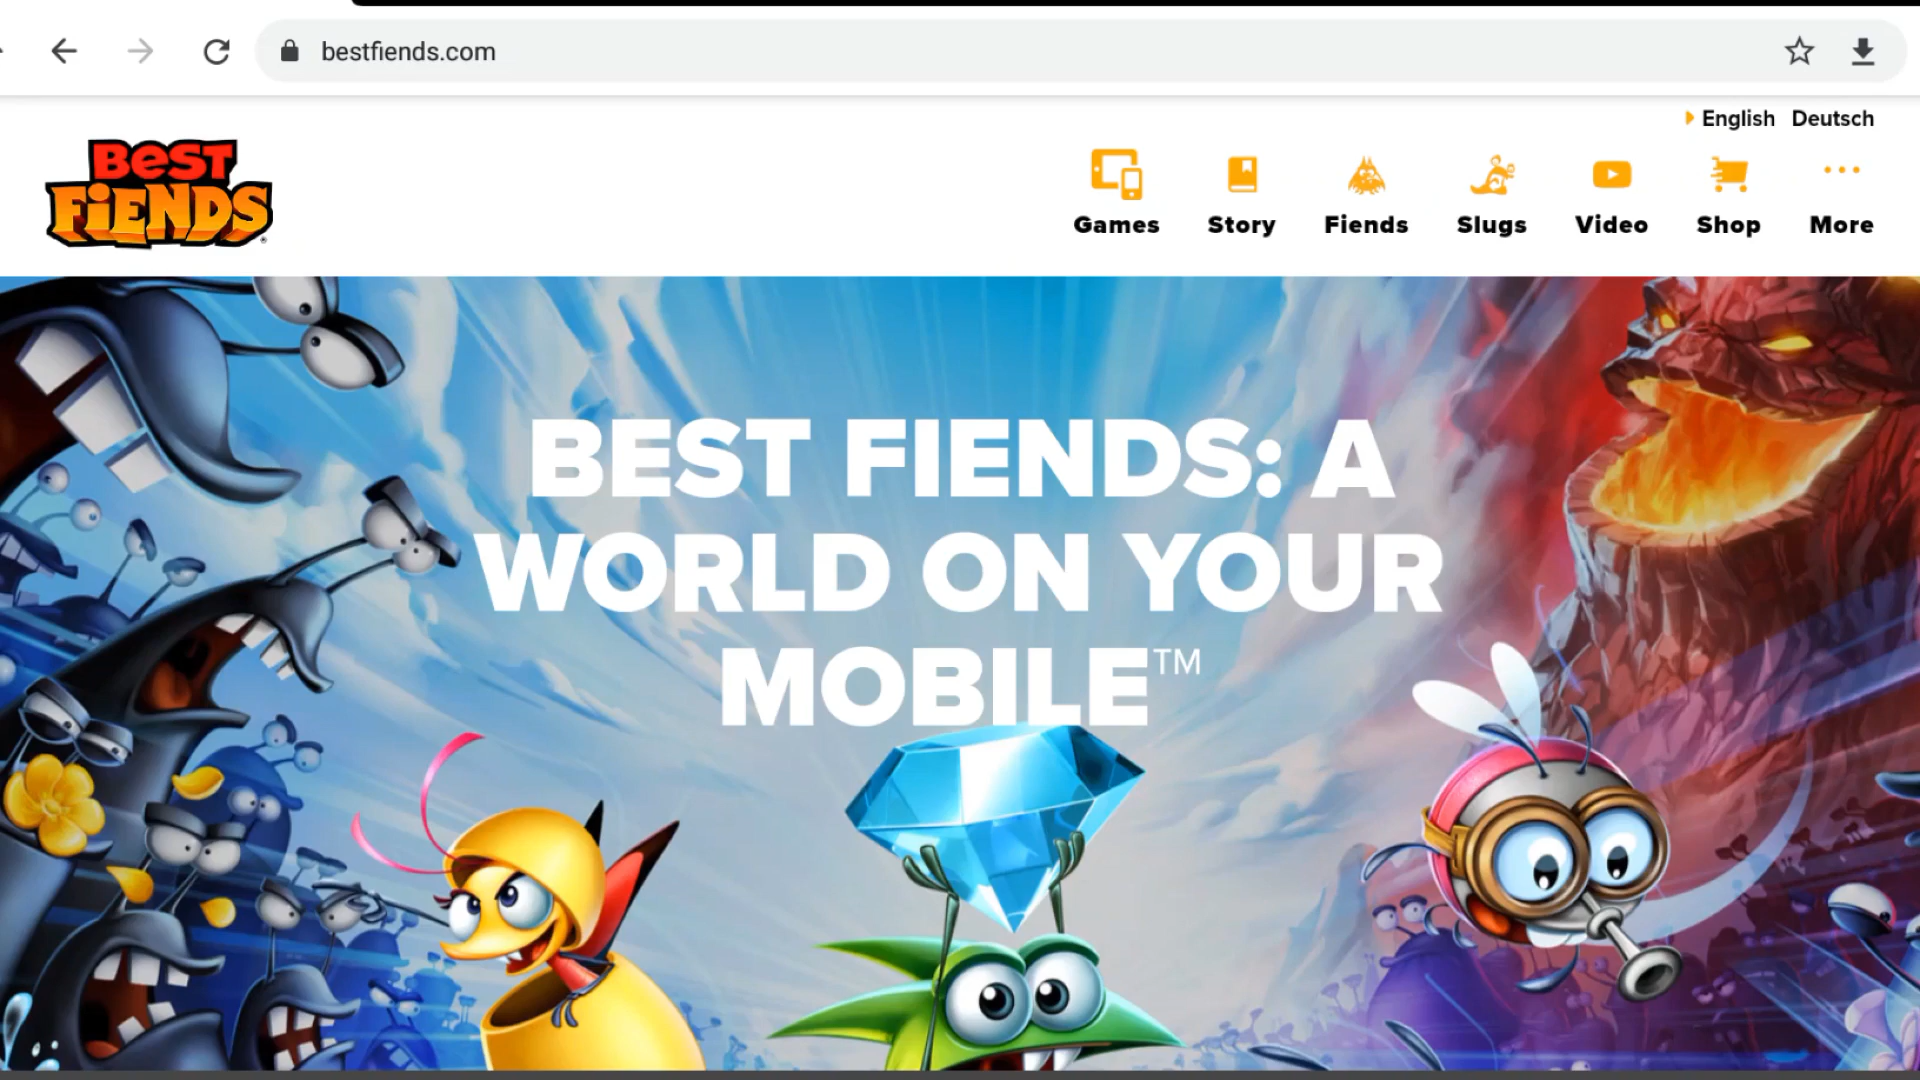 bestfiends.com
English Deutsch
BEST
FIENDS
Games Story Fiends Slugs Video Shop More
BEST FIENDS: A
WORLD ON YOUR
MOBILE™